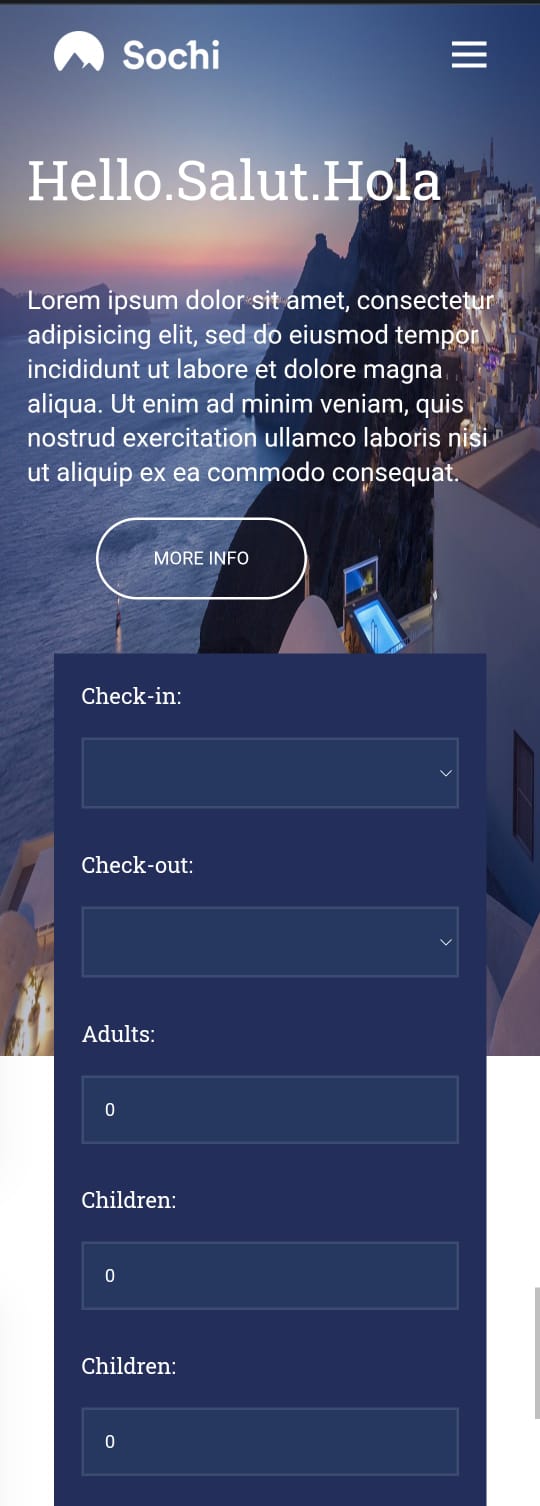 Sochi
Hello.Salut.Hola
Lorem ipsum dolor sit amet, consectetur
adipisicing elit, sed do eiusmod tempor
incididunt ut labore et dolore magna
aliqua. Ut enim ad minim veniam, quis
nostrud exercitation ullamco laboris nisi
ut aliquip ex ea commodo consequat.
MORE INFO
Check-in:
Check-out:
Adults:
0
Children:
0
Children:
0